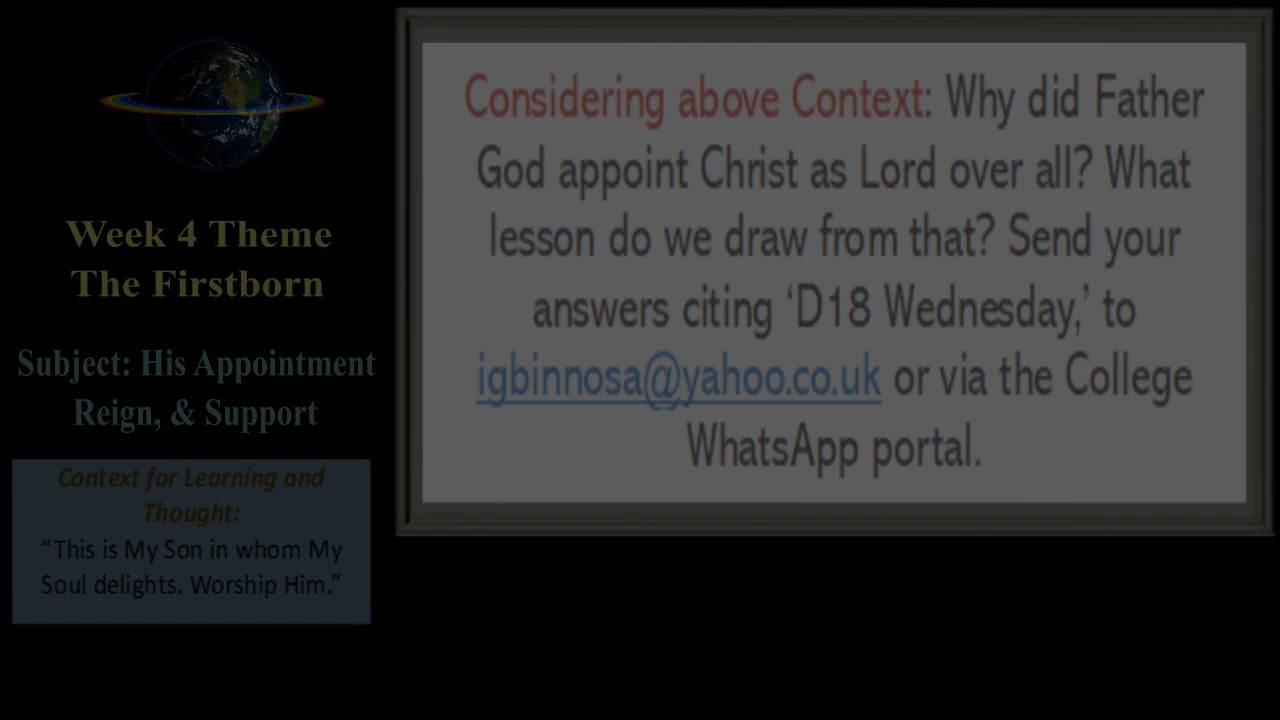 Week 4 Theme
The Firstborn
Subject: His Appointment
Reign, & Support
Context for Learning and
Thought:
“This is My Son in whom My
Soul delights. Worship Him.”
Considering above Context: Why did Father
God appoint Christ as Lord over all? What
lesson do we draw from that? Send your
answers citing ‘D18 Wednesday,’ to
igbinnosa@yahoo.co.uk or via the College
WhatsApp portal.